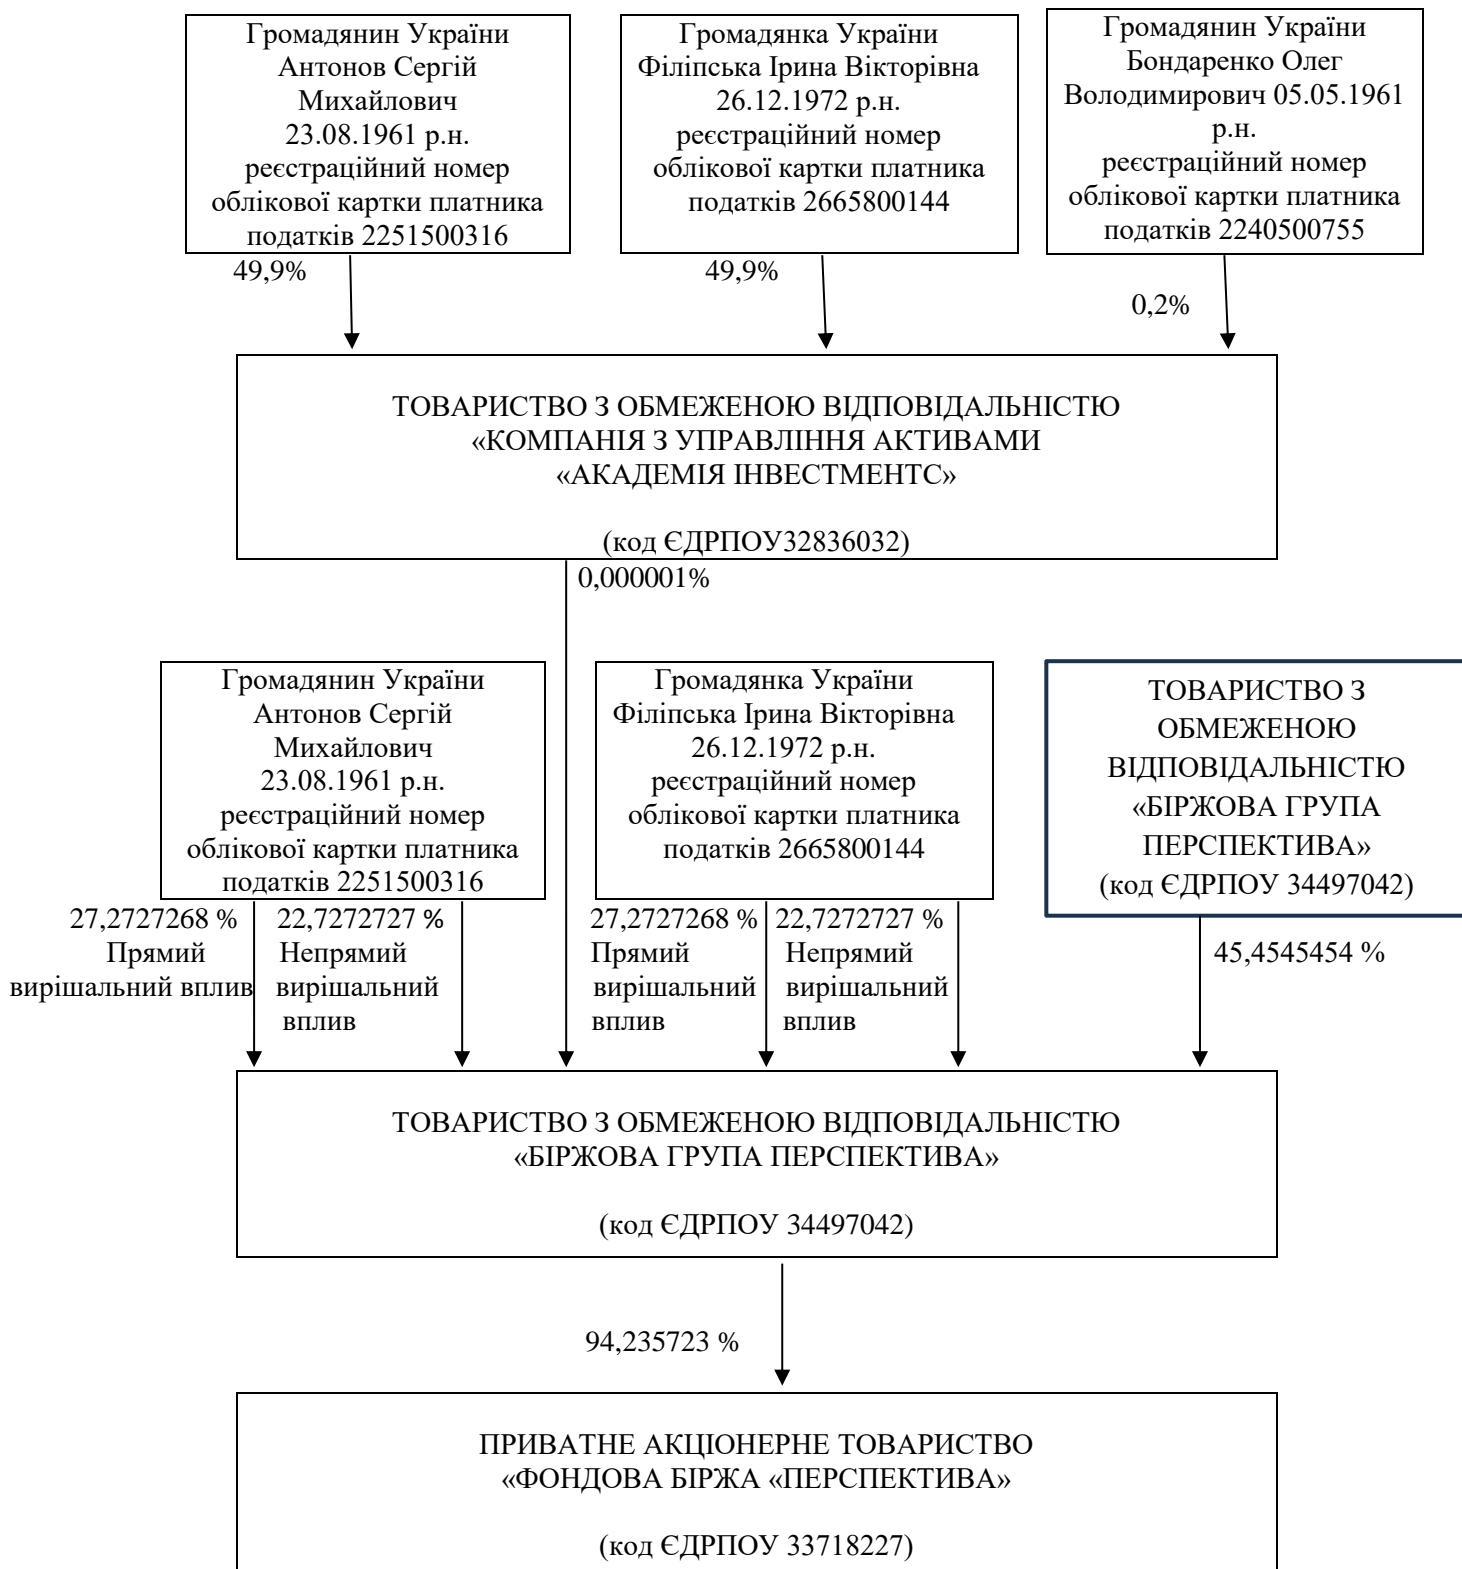 Громадянин України
Антонов Сергій
Михайлович
23.08.1961 р.н.
реєстраційний номер
облікової картки платника
податків 2251500316
Громадянка України
Філіпська Ірина Вікторівна
26.12.1972 р.н.
реєстраційний номер
облікової картки платника
податків 2665800144
Громадянин України
Бондаренко Олег
Володимирович 05.05.1961
р.н.
реєстраційний номер
облікової картки платника
податків 2240500755
49,9%
49,9%
0,2%
ТОВАРИСТВО З ОБМЕЖЕНОЮ ВІДПОВІДАЛЬНІСТЮ
«КОМПАНІЯ З УПРАВЛІННЯ АКТИВАМИ
«АКАДЕМІЯ ІНВЕСТМЕНТС»
(код ЄДРПОУ32836032)
0,000001%
Громадянин України
Антонов Сергій
Михайлович
23.08.1961 р.н.
реєстраційний номер
облікової картки платника
податків 2251500316
Громадянка України
Філіпська Ірина Вікторівна
26.12.1972 р.н.
реєстраційний номер
облікової картки платника
податків 2665800144
ТОВАРИСТВО З
ОБМЕЖЕНОЮ
ВІДПОВІДАЛЬНІСТЮ
«БІРЖОВА ГРУПА
ПЕРСПЕКТИВА»
(код ЄДРПОУ 34497042)
27,2727268 %
Прямий
вирішальний вплив
22,7272727 %
Непрямий
вирішальний
вплив
27,2727268 %
Прямий
вирішальний
вплив
22,7272727 %
Непрямий
вирішальний
вплив
45,4545454 %
ТОВАРИСТВО З ОБМЕЖЕНОЮ ВІДПОВІДАЛЬНІСТЮ
«БІРЖОВА ГРУПА ПЕРСПЕКТИВА»
(код ЄДРПОУ 34497042)
94,235723 %
ПРИВАТНЕ АКЦІОНЕРНЕ ТОВАРИСТВО
«ФОНДОВА БІРЖА «ПЕРСПЕКТИВА»
(код ЄДРПОУ 33718227)